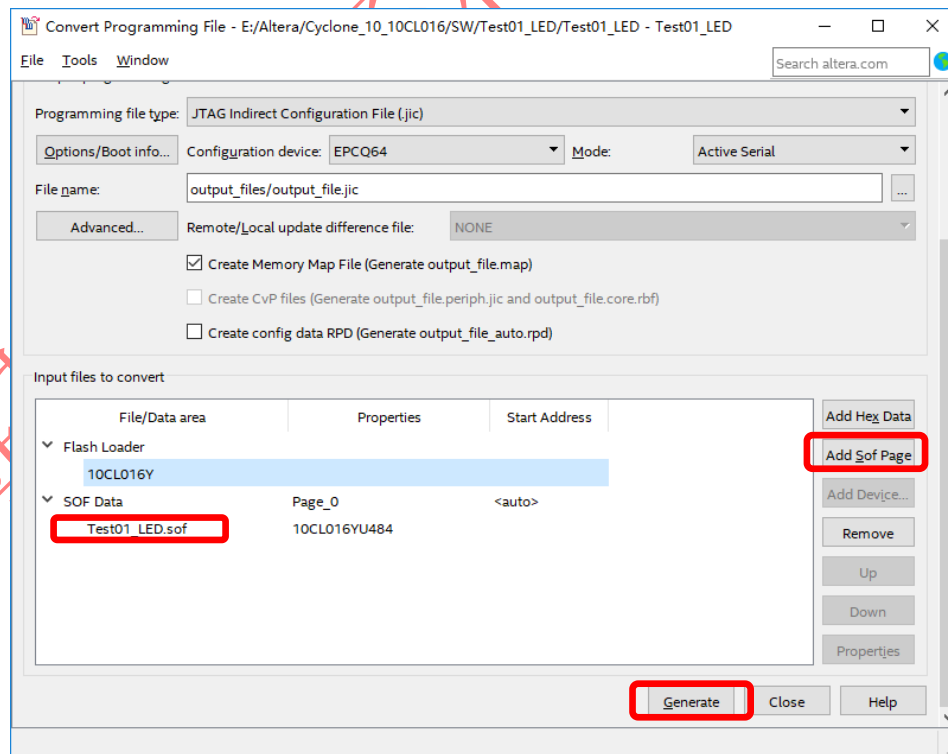 Convert Programming File - E:/Altera/Cyclone_10_10CL016/SW/Test01_LED/Test01_LED - Test01_LED
File Tools Window
Search altera.com
Programming file type: JTAG Indirect Configuration File (.jic)
Options/Boot info... Configuration device: EPCQ64 Mode: Active Serial
File name: output_files/output_file.jic ...
Advanced... Remote/Local update difference file: NONE
Create Memory Map File (Generate output_file.map)
Create CvP files (Generate output_file.periph.jic and output_file.core.rbf)
Create config data RPD (Generate output_file_auto.rpd)
Input files to convert
File/Data area Properties Start Address Add Hex Data
Flash Loader Add Sof Page
10CL016Y
SOF Data Page_0 <auto> Add Device...
Test01_LED.sof 10CL016YU484 Remove
Up
Down
Properties
Generate Close Help